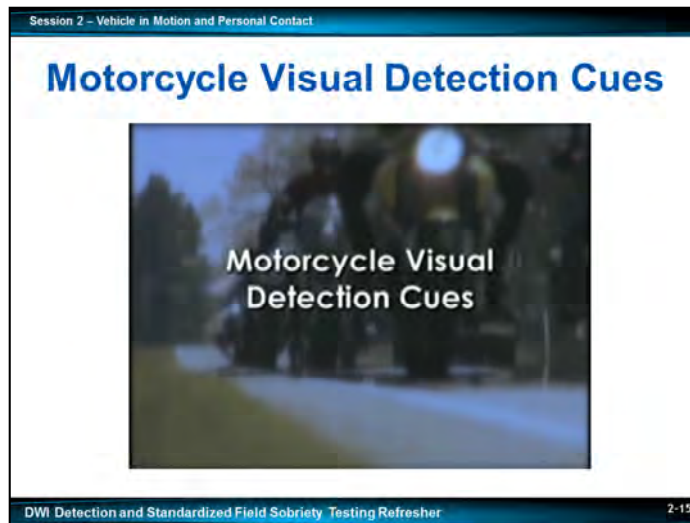 Session 2 – Vehicle in Motion and Personal Contact
Motorcycle Visual Detection Cues
Motorcycle Visual
Detection Cues
DWI Detection and Standardized Field Sobriety Testing Refresher
2-15